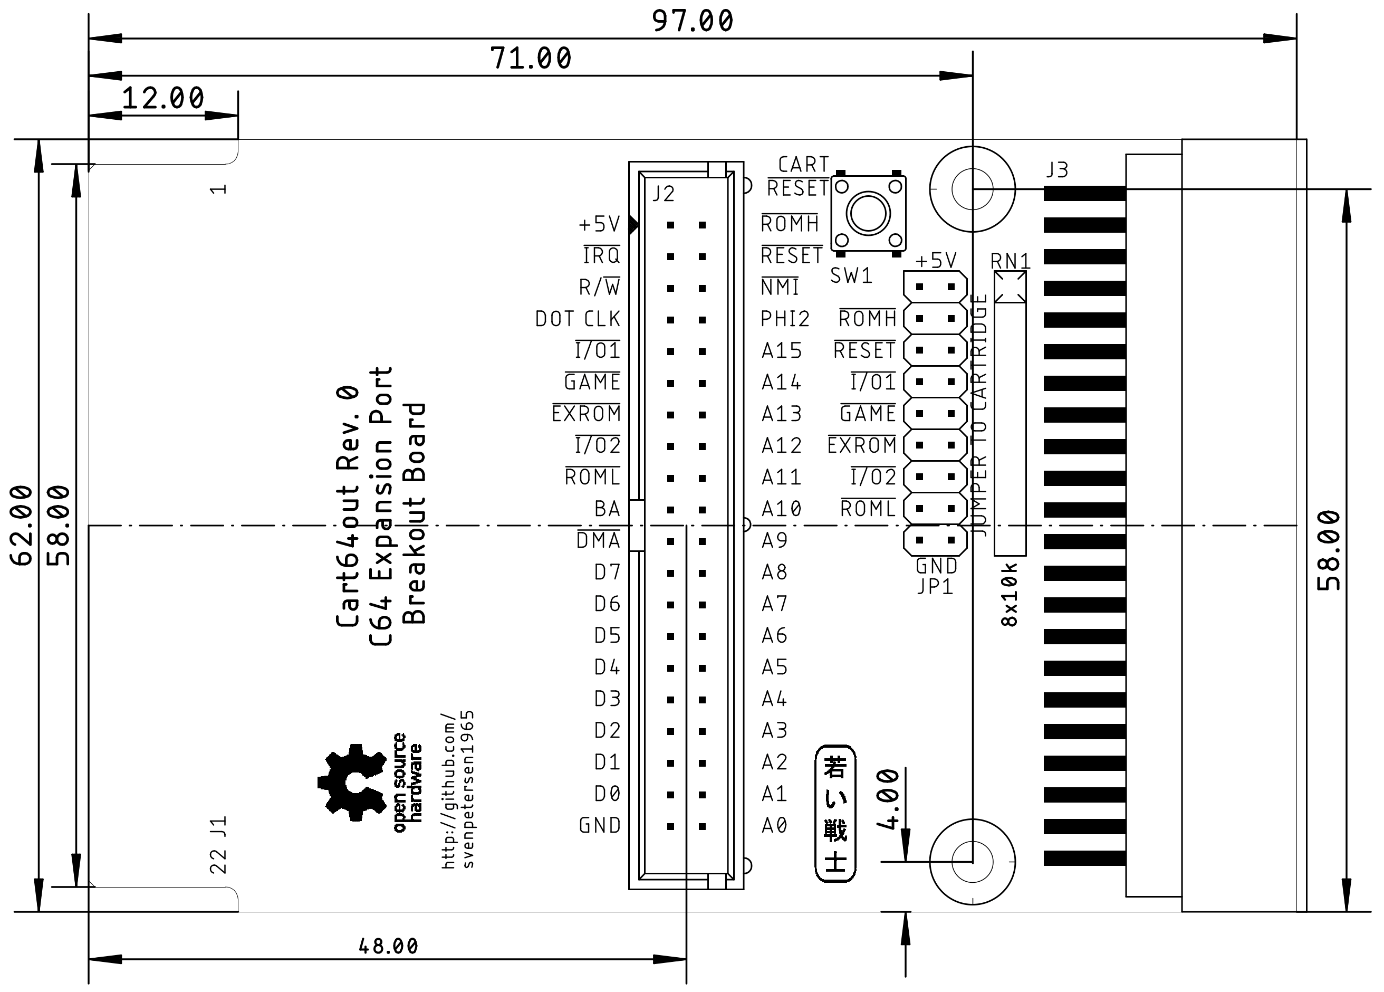 97.00
71.00
12.00
62.00
58.00
1
22 J1
Cart64out Rev. 0
C64 Expansion Port
Breakout Board
open source
hardware
http://github.com/
svenpetersen1965
J2
+5V
IRQ
R/W
DOT CLK
I/O1
GAME
EXROM
I/O2
ROML
BA
DMA
D7
D6
D5
D4
D3
D2
D1
D0
GND
CART
RESET
ROMH
RESET
NMI
PHI2
A15
A14
A13
A12
A11
A10
A9
A8
A7
A6
A5
A4
A3
A2
A1
A0
SW1
+5V
ROMH
RESET
I/O1
GAME
EXROM
I/O2
ROML
GND
JP1
JUMPER TO CARTRIDGE
RN1
8x10k
J3
若い戦士
4.00
58.00
48.00